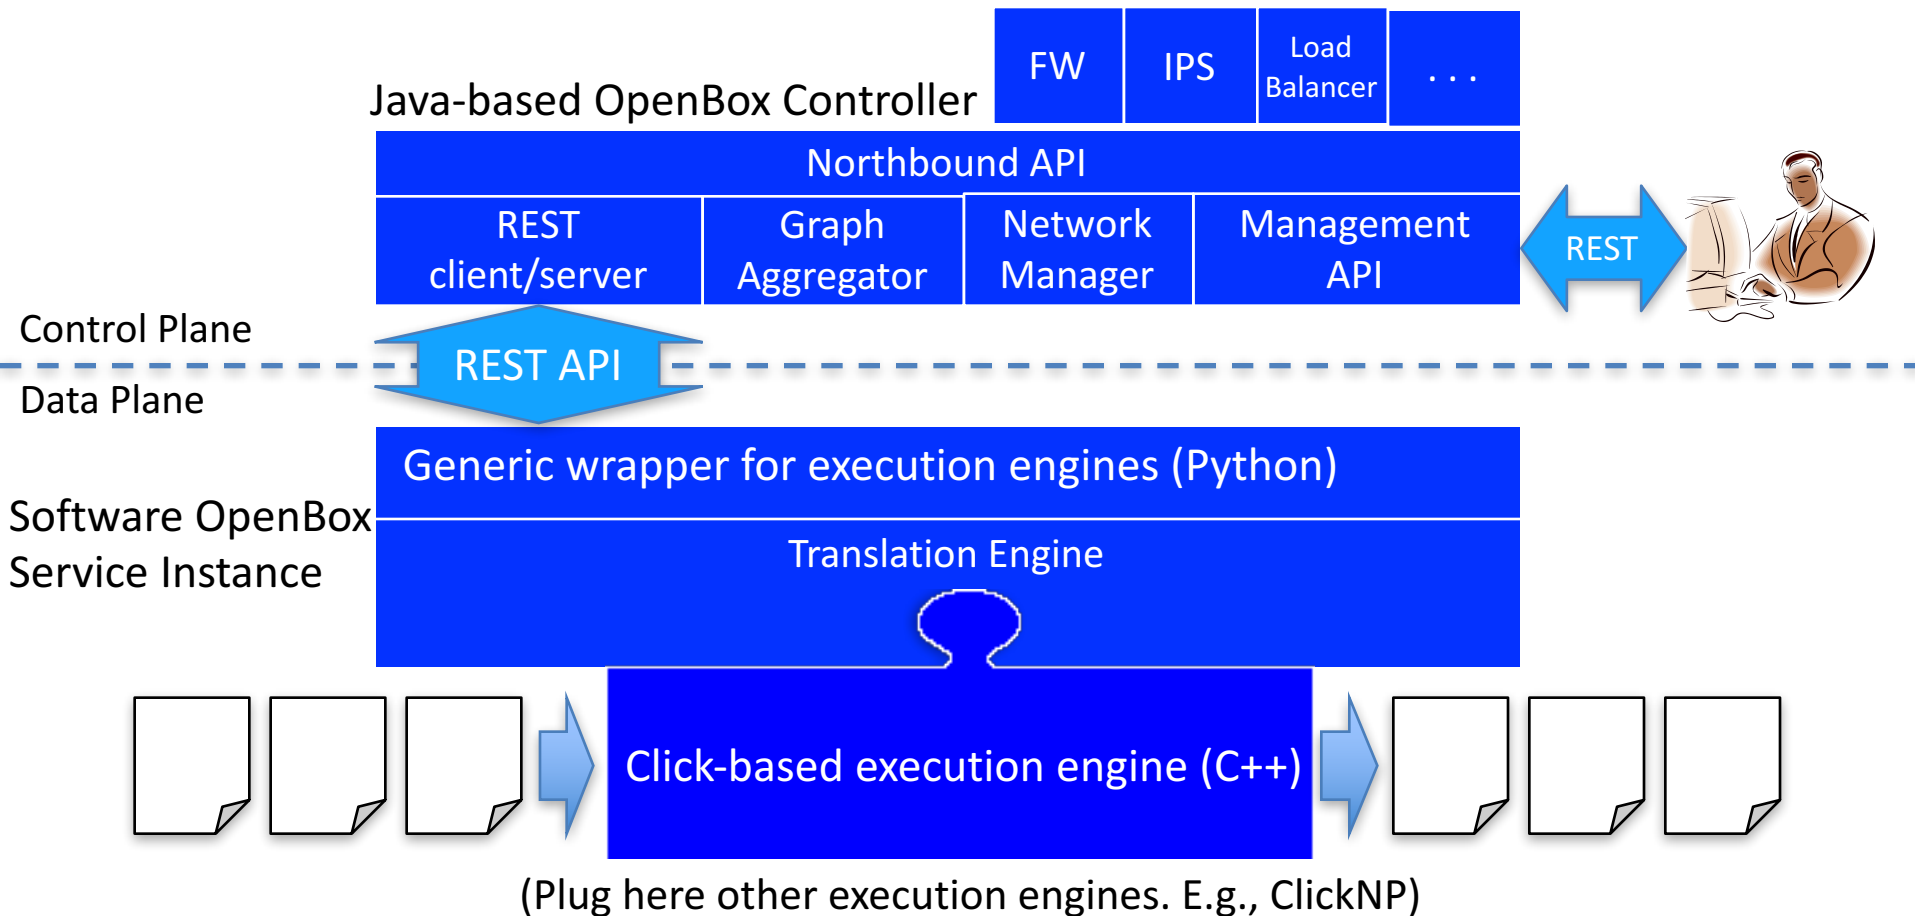 FW
IPS
Load
Balancer
. . .
Java-based OpenBox Controller
Northbound API
REST
client/server
Graph
Aggregator
Network
Manager
Management
API
REST
Control Plane
REST API
Data Plane
Generic wrapper for execution engines (Python)
Software OpenBox
Service Instance
Translation Engine
Click-based execution engine (C++)
(Plug here other execution engines. E.g., ClickNP)